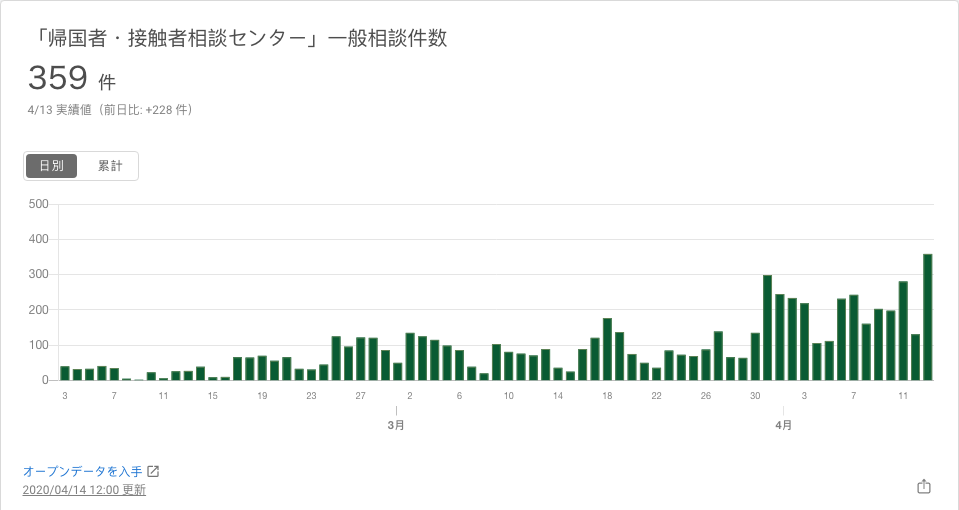 「帰国者・接触者相談センター」一般相談件数
359 件
4/13 実績値（前日比: +228 件）
日別 累計
500
400
300
200
100
0
3 7 11 15 19 23 27 2 6 10 14 18 22 26 30 3 7 11
3月 4月
オープンデータを入手
2020/04/14 12:00 更新